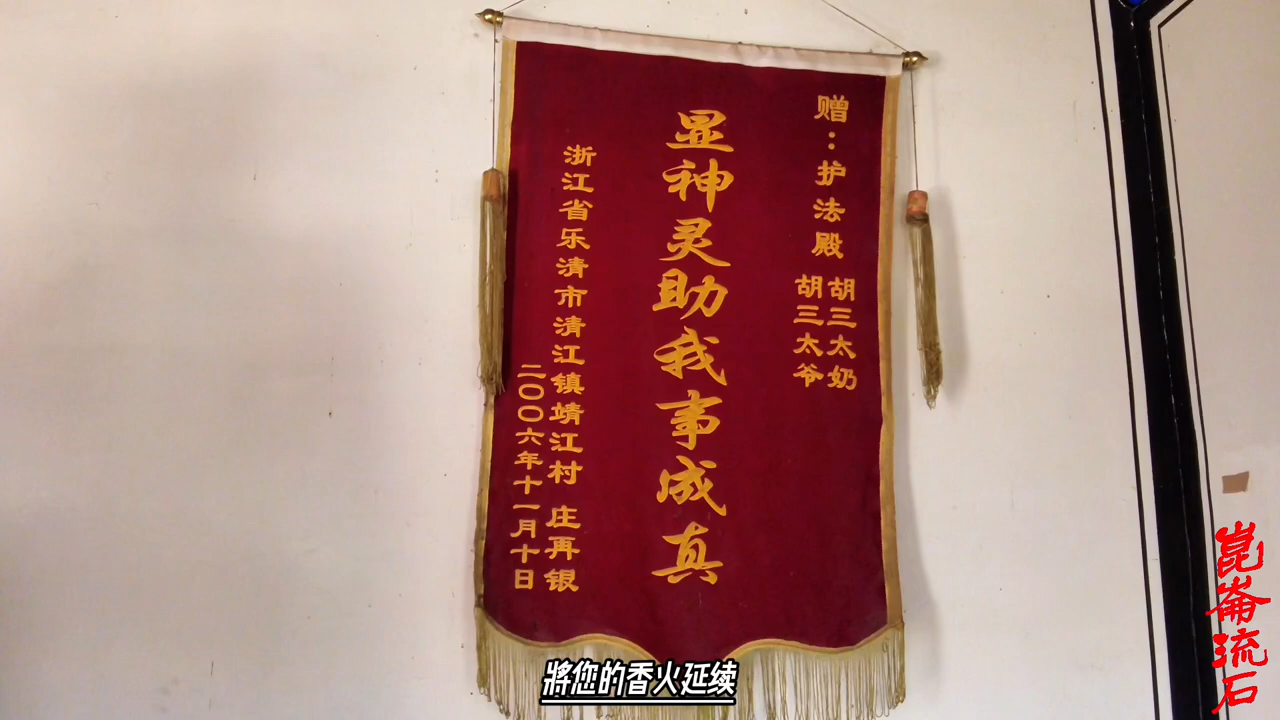 赠：护法殿
胡三太奶
胡三太爷
显神灵助我事成真
浙江省乐清市清江镇靖江村 庄再银
二〇〇六年十一月十日
將您的香火延续
崑崙流石